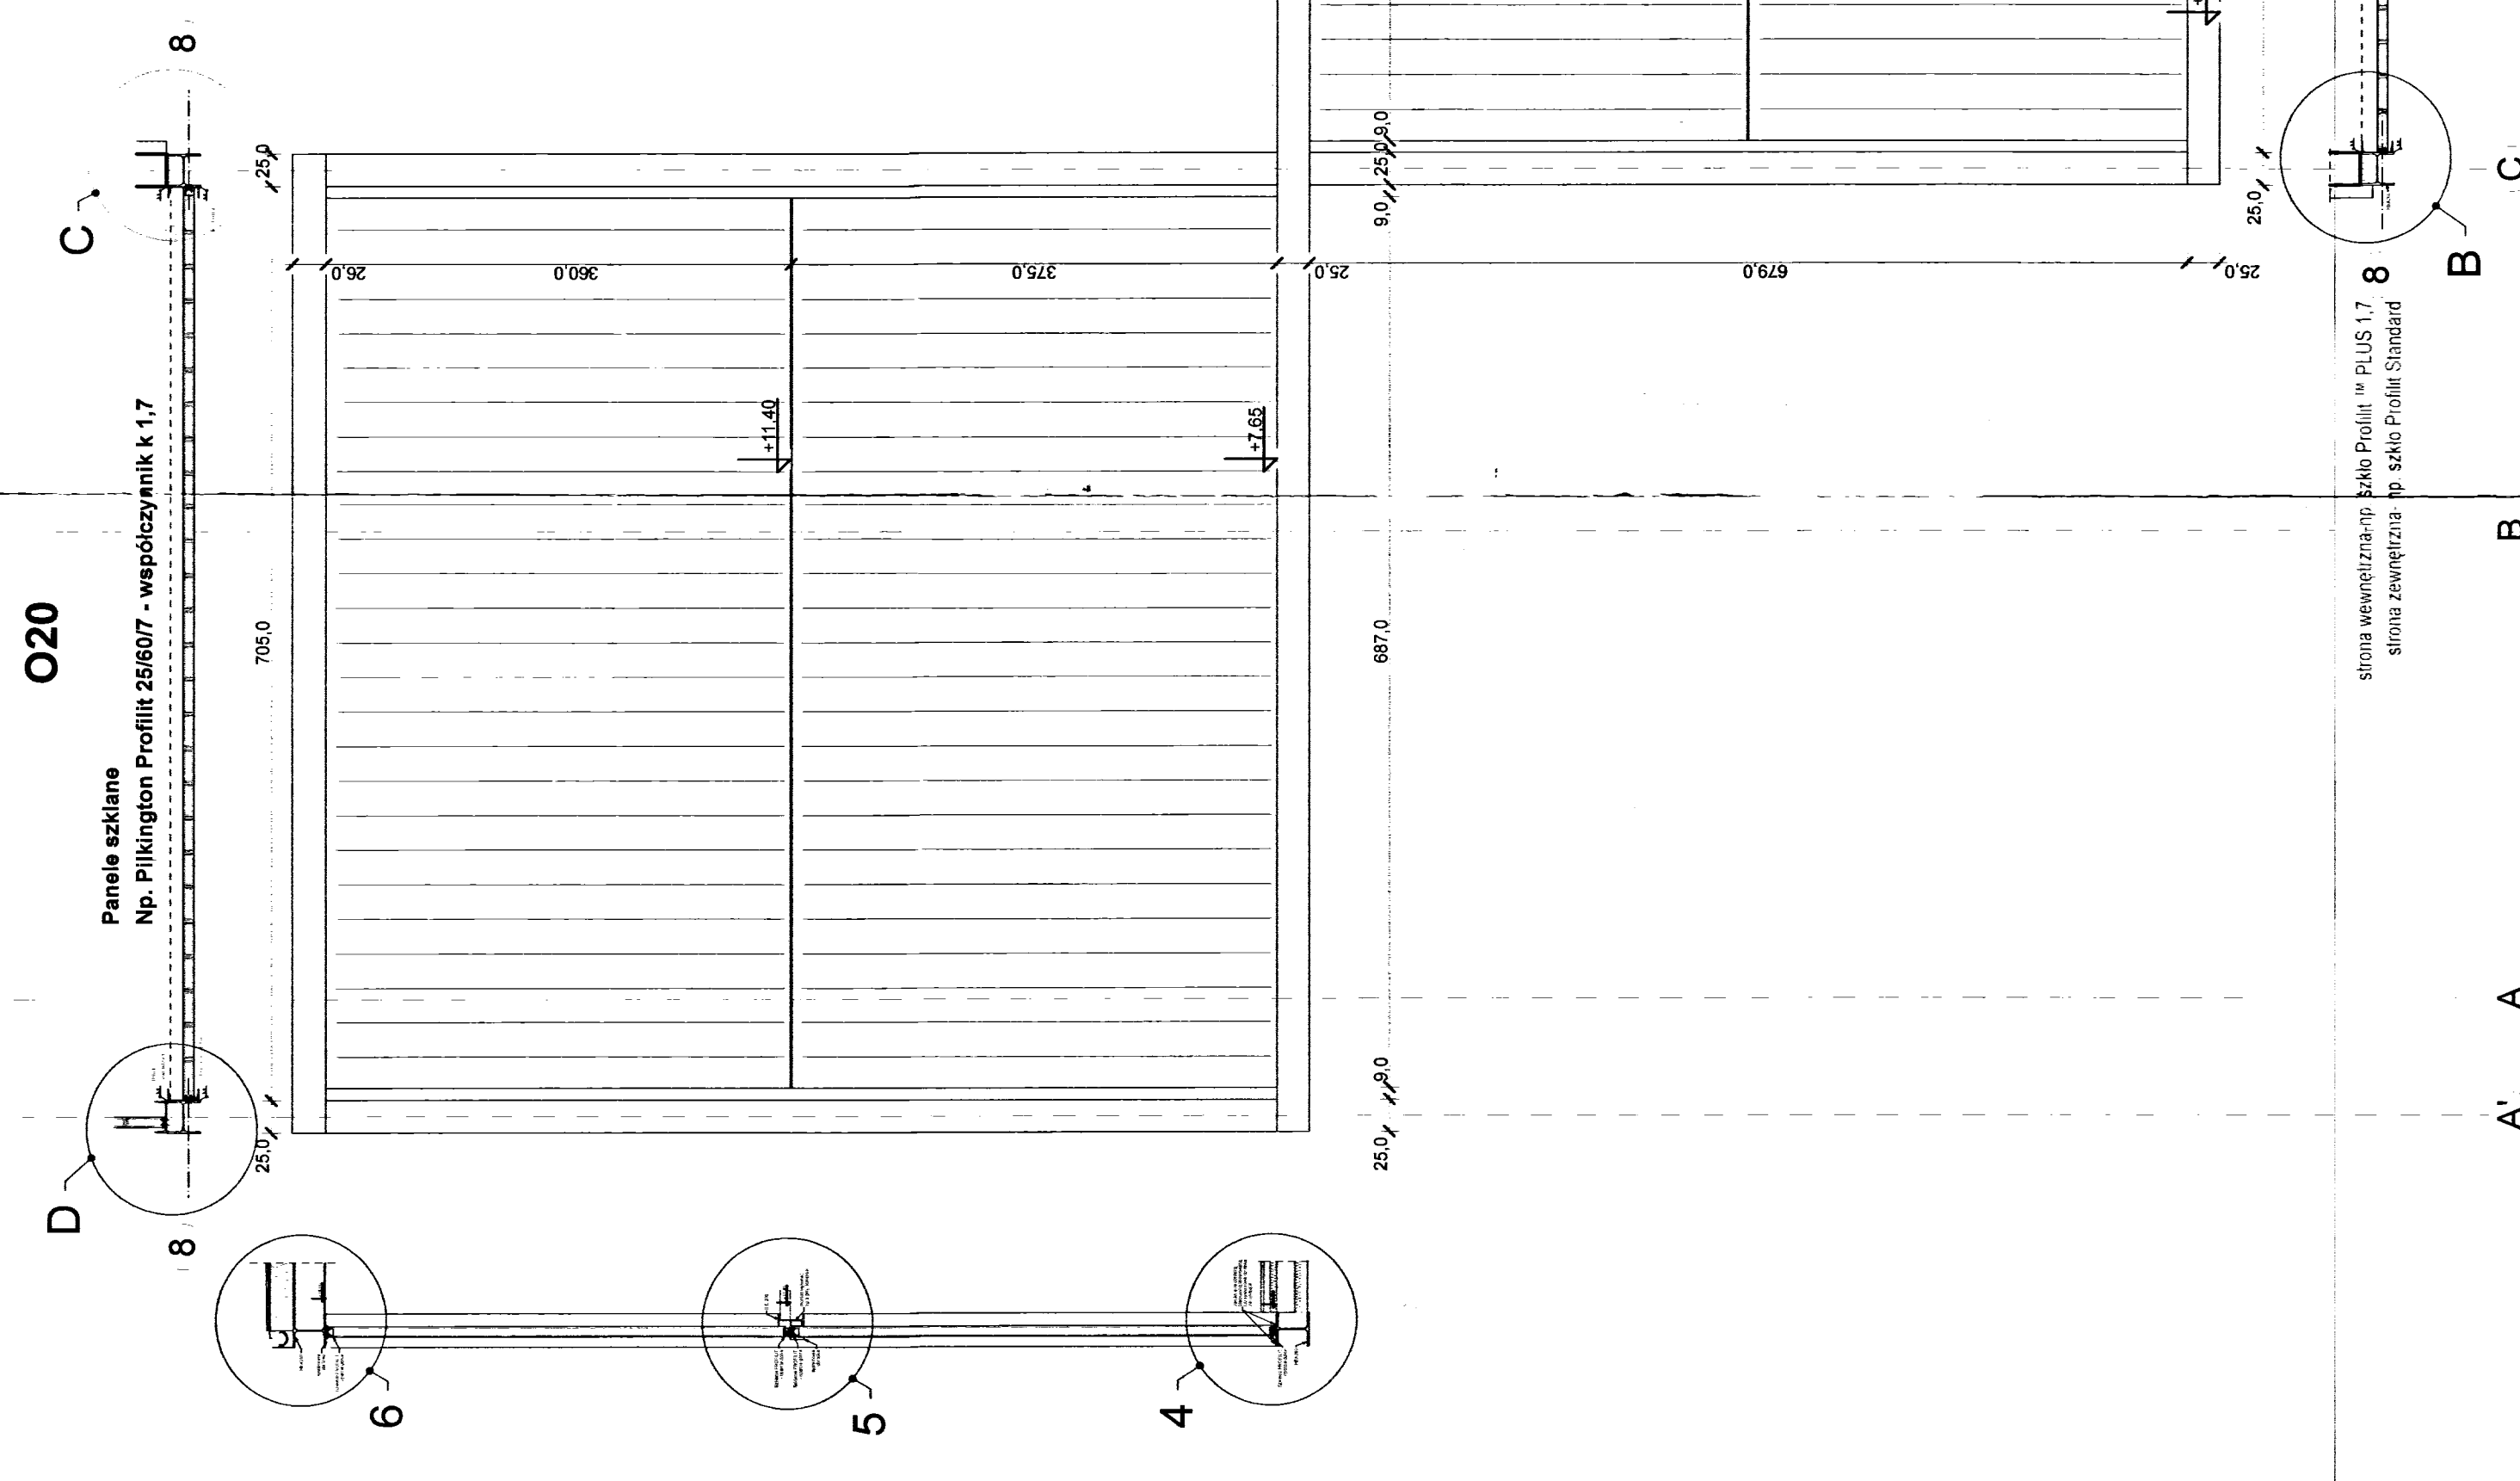 O20
Panele szklane
Np. Pilkington Profilit 25/60/7 - współczynnik k 1,7
C
8
D
8
25,0
705,0
25,0
26,0
360,0
375,0
25,0
679,0
25,0
+11,40
+7,65
9,0
25,0
9,0
687,0
9,0
25,0
25,0
6
5
4
8
B
strona wewnętrzna-np. szkło Profilit ™ PLUS 1,7
strona zewnętrzna- np. szkło Profilit Standard
C
B
A
A'